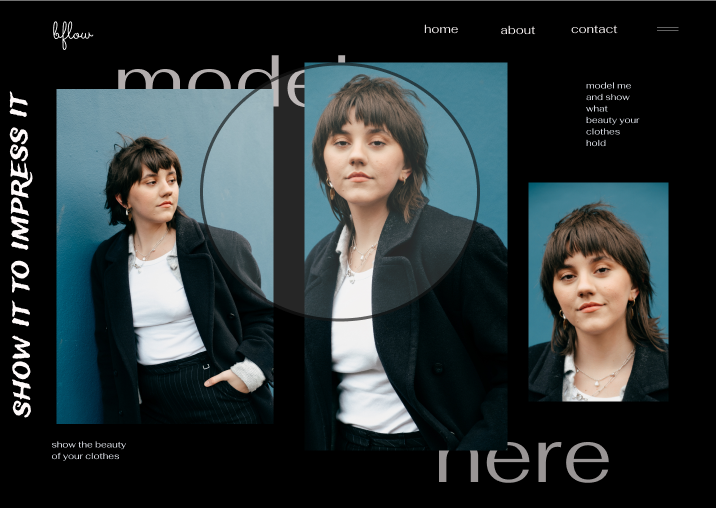 bflow
home
about
contact
model
model me
and show
what
beauty your
clothes
hold
SHOW IT TO IMPRESS IT
show the beauty
of your clothes
here